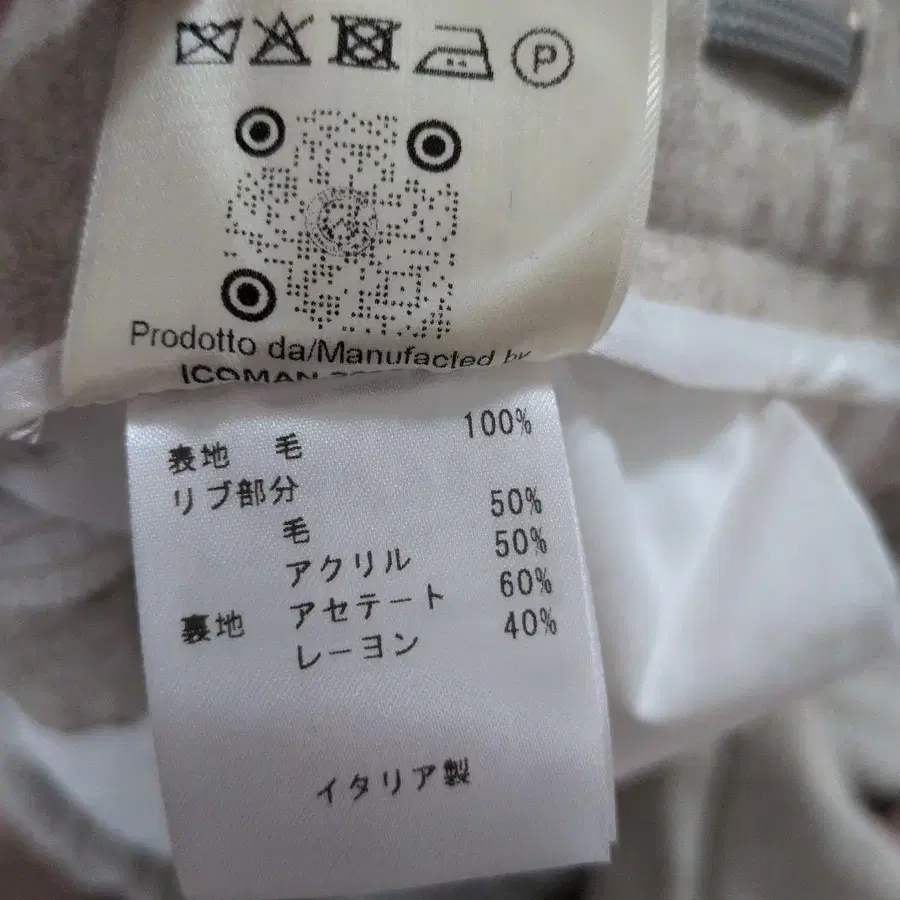 P
Prodotto da/Manufacted by
ICOMAN
表地 毛 100%
リブ部分
毛 50%
アクリル 50%
裏地 アセテート 60%
レーヨン 40%
イタリア製